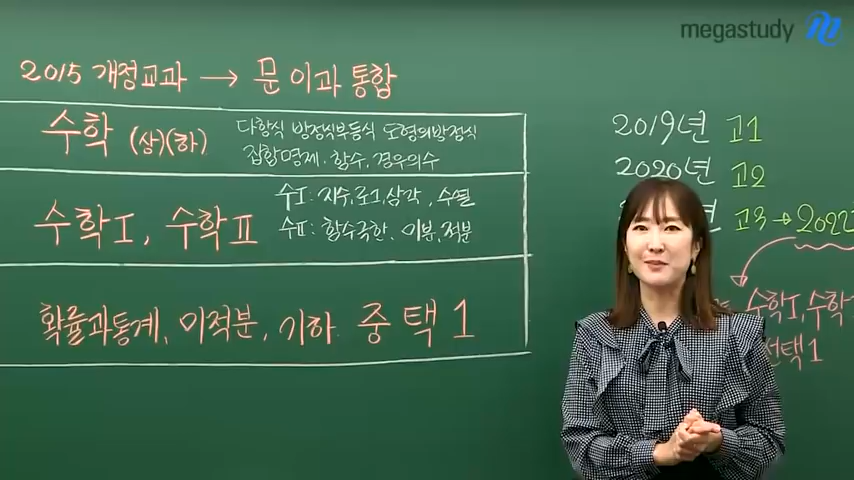 megastudy
2015 개정교과 → 문 이과 통합
수학 (상)(하)
다항식 방정식부등식 도형의방정식
집합명제. 함수. 경우의수
수학I, 수학II
수I: 지수,로그,삼각, 수열
수II: 함수극한, 미분, 적분
확률과통계, 미적분, 기하 중 택1
2019년 고1
2020년 고2
년 고3 → 2022
수학I, 수학
선택1